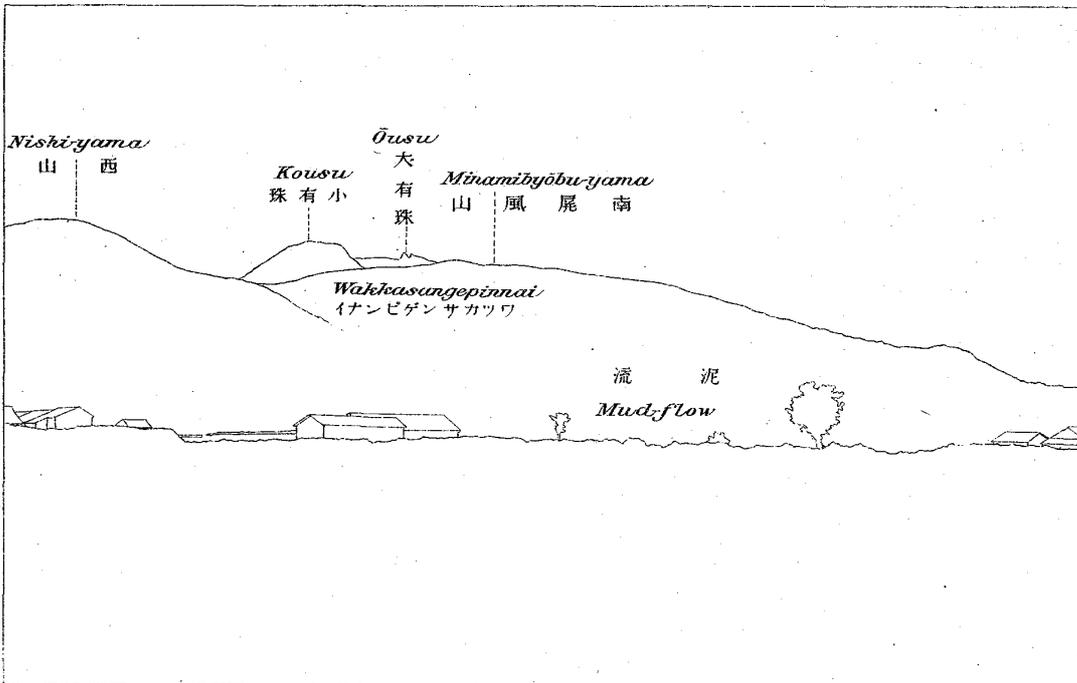 Nishi-yama
西山
Kousu
小有珠
Ōusu
大有珠
Minamibyōbu-yama
南屏風山
Wakkasungepinnai
ワツカサンゲピンナイ
泥流
Mud-flow